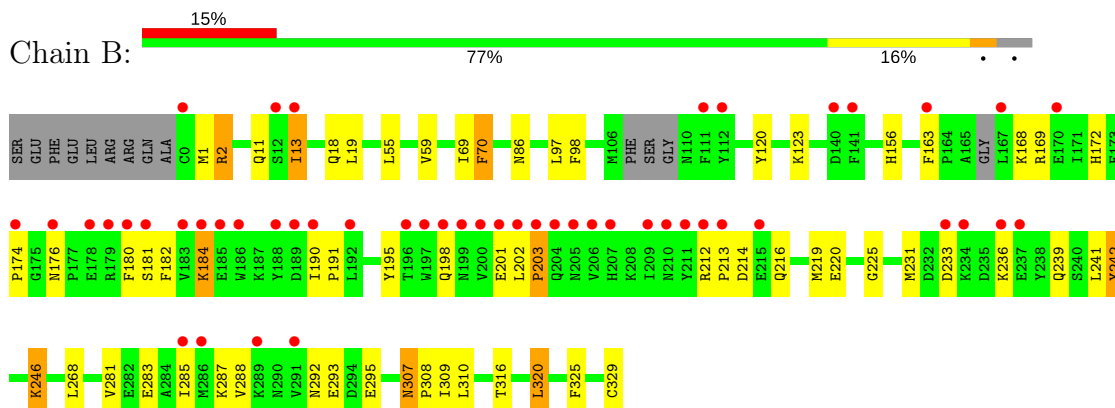 15%
Chain B:
77% 16% • •
SER GLU PHE GLU LEU ARG ARG GLN ALA C0 M1 R2 Q11 S12 I13 Q18 L19 L55 V59 I69 F70 N86 L97 F98 M106 PHE SER GLY N110 F111 Y112 Y120 K123 D140 F141 H156 F163 P164 A165 GLY L167 K168 R169 E170 I171 H172
P174 G175 N176 P177 E178 R179 F180 S181 F182 V183 K184 E185 W186 K187 Y188 D189 I190 P191 L192 Y195 T196 W197 Q198 N199 V200 E201 L202 P203 Q204 N205 V206 H207 K208 I209 N210 Y211 R212 P213 D214 E215 Q216 M219 E220 G225 M231 D232 D233 K234 D235 K236 E237 Y238 Q239 S240 L241
K246 L268 V281 E282 E283 A284 I285 M286 K287 V288 K289 N290 V291 N292 E293 D294 E295 N307 P308 I309 L310 T316 L320 F325 C329